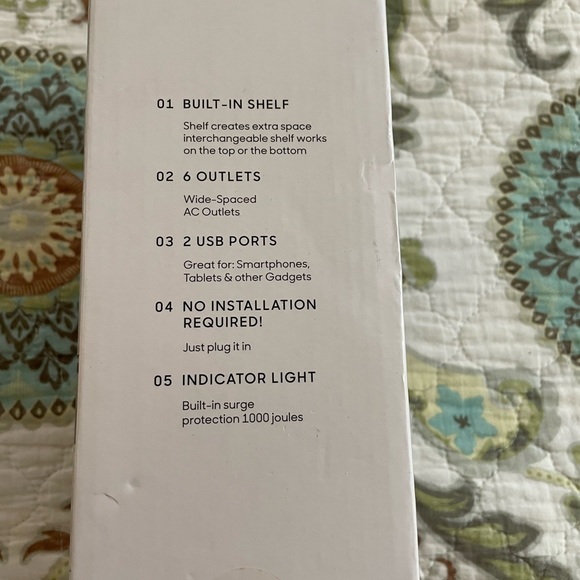 01 BUILT-IN SHELF
Shelf creates extra space
interchangeable shelf works
on the top or the bottom
02 6 OUTLETS
Wide-Spaced
AC Outlets
03 2 USB PORTS
Great for: Smartphones,
Tablets & other Gadgets
04 NO INSTALLATION
REQUIRED!
Just plug it in
05 INDICATOR LIGHT
Built-in surge
protection 1000 joules